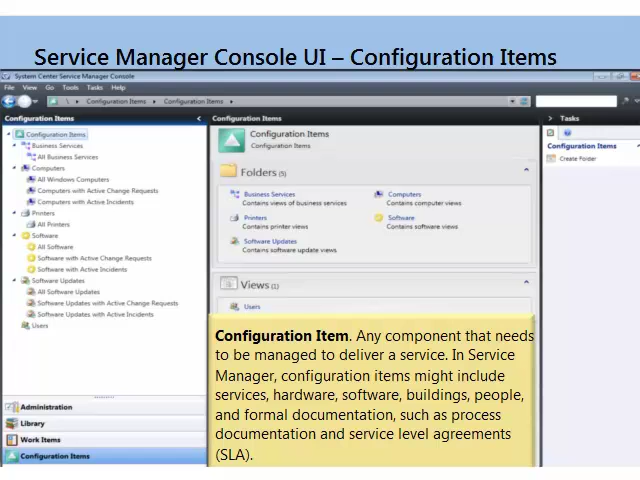 Service Manager Console UI – Configuration Items
System Center Service Manager Console
File View Go Tools Tasks Help
\ Configuration Items Configuration Items
Configuration Items
Configuration Items
Business Services
All Business Services
Computers
All Windows Computers
Computers with Active Change Requests
Computers with Active Incidents
Printers
All Printers
Software
All Software
Software with Active Change Requests
Software with Active Incidents
Software Updates
All Software Updates
Software Updates with Active Change Requests
Software Updates with Active Incidents
Users
Administration
Library
Work Items
Configuration Items
Configuration Items
Configuration Items
Configuration Items
Folders (5)
Business Services
Contains views of business services
Computers
Contains computer views
Printers
Contains printer views
Software
Contains software views
Software Updates
Contains software update views
Views (1)
Users
Configuration Item. Any component that needs
to be managed to deliver a service. In Service
Manager, configuration items might include
services, hardware, software, buildings, people,
and formal documentation, such as process
documentation and service level agreements
(SLA).
Tasks
Configuration Items
Create Folder